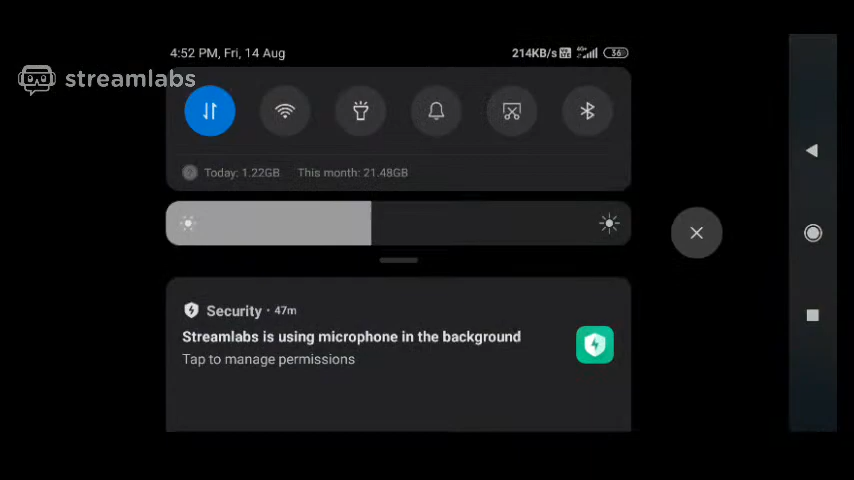 4:52 PM, Fri, 14 Aug
214KB/s 4G+ 36
streamlabs
Today: 1.22GB This month: 21.48GB
Security · 47m
Streamlabs is using microphone in the background
Tap to manage permissions